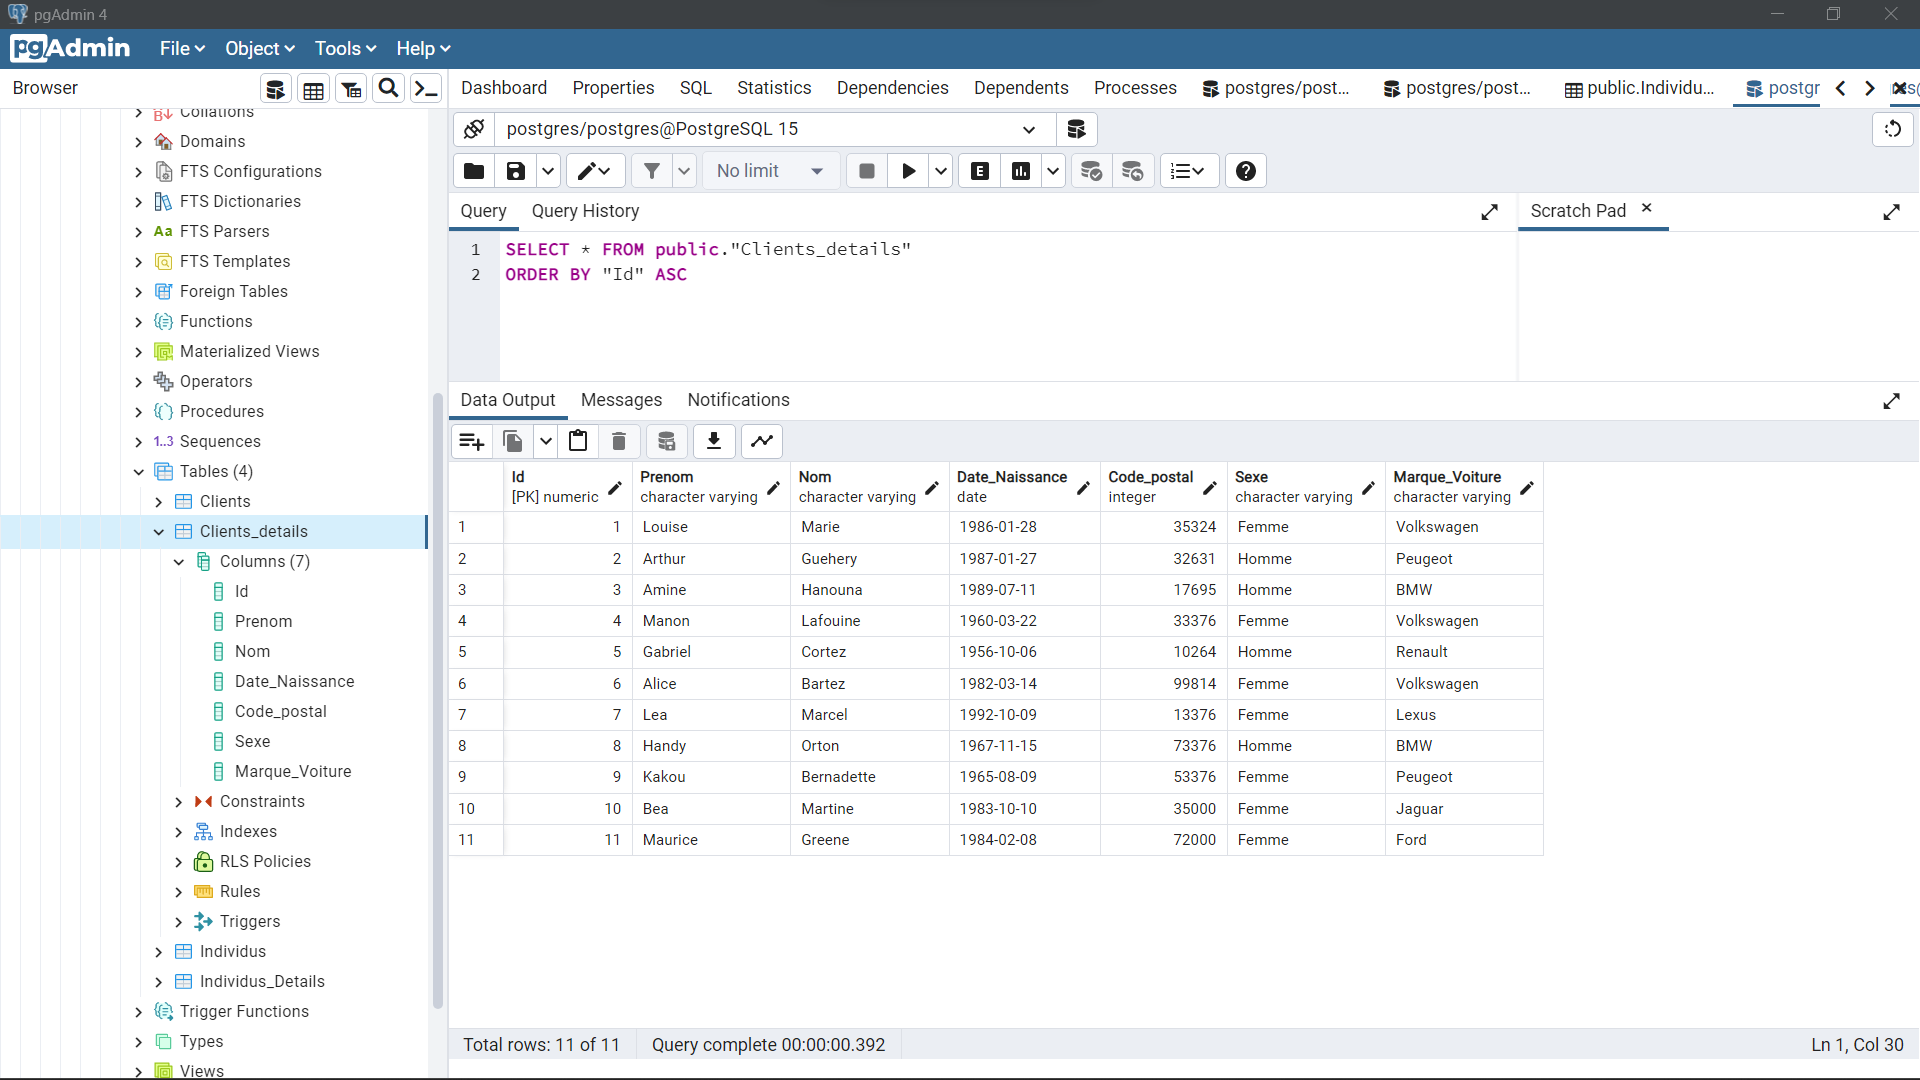 pgAdmin 4
pgAdmin File Object Tools Help
Browser
Dashboard Properties SQL Statistics Dependencies Dependents Processes postgres/post... postgres/post... public.Individu... postgr
postgres/postgres@PostgreSQL 15
No limit
Query Query History
Scratch Pad
1 SELECT * FROM public."Clients_details"
2 ORDER BY "Id" ASC
Data Output Messages Notifications
Id Prenom Nom Date_Naissance Code_postal Sexe Marque_Voiture
[PK] numeric character varying character varying date integer character varying character varying
1 1 Louise Marie 1986-01-28 35324 Femme Volkswagen
2 2 Arthur Guehery 1987-01-27 32631 Homme Peugeot
3 3 Amine Hanouna 1989-07-11 17695 Homme BMW
4 4 Manon Lafouine 1960-03-22 33376 Femme Volkswagen
5 5 Gabriel Cortez 1956-10-06 10264 Homme Renault
6 6 Alice Bartez 1982-03-14 99814 Femme Volkswagen
7 7 Lea Marcel 1992-10-09 13376 Femme Lexus
8 8 Handy Orton 1967-11-15 73376 Homme BMW
9 9 Kakou Bernadette 1965-08-09 53376 Femme Peugeot
10 10 Bea Martine 1983-10-10 35000 Femme Jaguar
11 11 Maurice Greene 1984-02-08 72000 Femme Ford
Total rows: 11 of 11 Query complete 00:00:00.392 Ln 1, Col 30
Collations
Domains
FTS Configurations
FTS Dictionaries
Aa FTS Parsers
FTS Templates
Foreign Tables
Functions
Materialized Views
Operators
Procedures
1..3 Sequences
Tables (4)
Clients
Clients_details
Columns (7)
Id
Prenom
Nom
Date_Naissance
Code_postal
Sexe
Marque_Voiture
Constraints
Indexes
RLS Policies
Rules
Triggers
Individus
Individus_Details
Trigger Functions
Types
Views